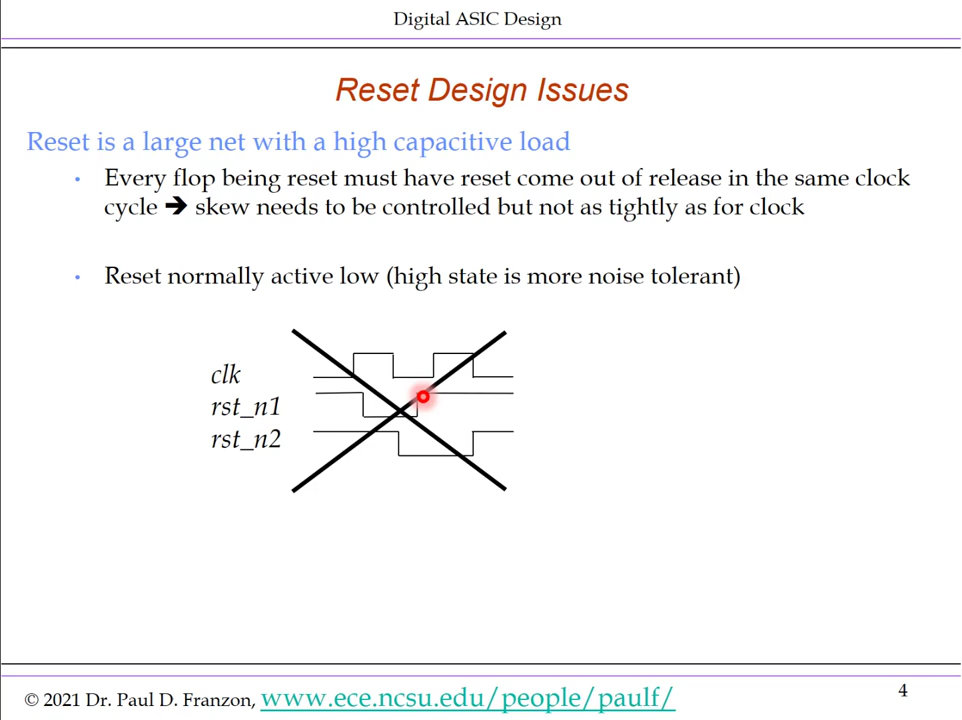 Digital ASIC Design
Reset Design Issues
Reset is a large net with a high capacitive load
• Every flop being reset must have reset come out of release in the same clock
cycle ➔ skew needs to be controlled but not as tightly as for clock
• Reset normally active low (high state is more noise tolerant)
clk
rst_n1
rst_n2
© 2021 Dr. Paul D. Franzon, www.ece.ncsu.edu/people/paulf/
4